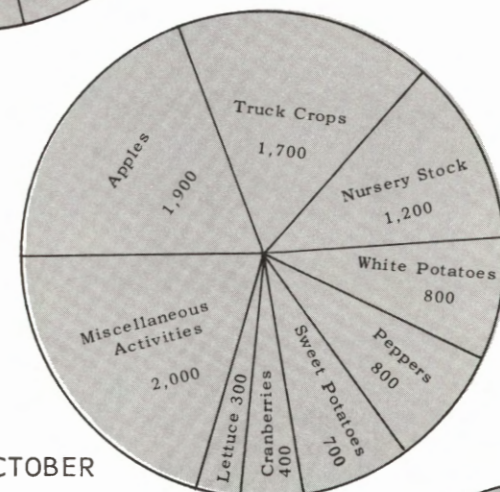 Truck Crops
1,700
Apples
1,900
Nursery Stock
1,200
White Potatoes
800
Peppers
800
Sweet Potatoes
700
Cranberries
400
Lettuce 300
Miscellaneous
Activities
2,000
CTOBER